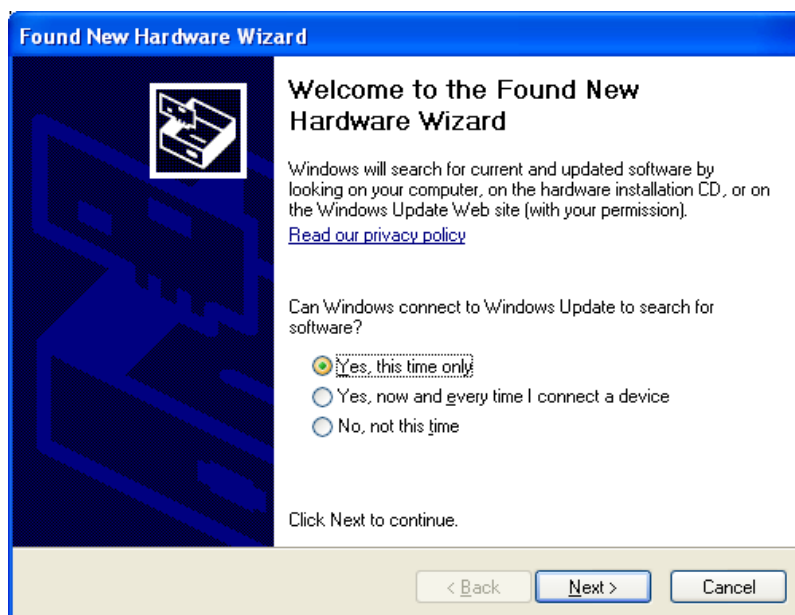 Found New Hardware Wizard
Welcome to the Found New
Hardware Wizard
Windows will search for current and updated software by
looking on your computer, on the hardware installation CD, or on
the Windows Update Web site (with your permission).
Read our privacy policy
Can Windows connect to Windows Update to search for
software?
Yes, this time only
Yes, now and every time I connect a device
No, not this time
Click Next to continue.
< Back
Next >
Cancel